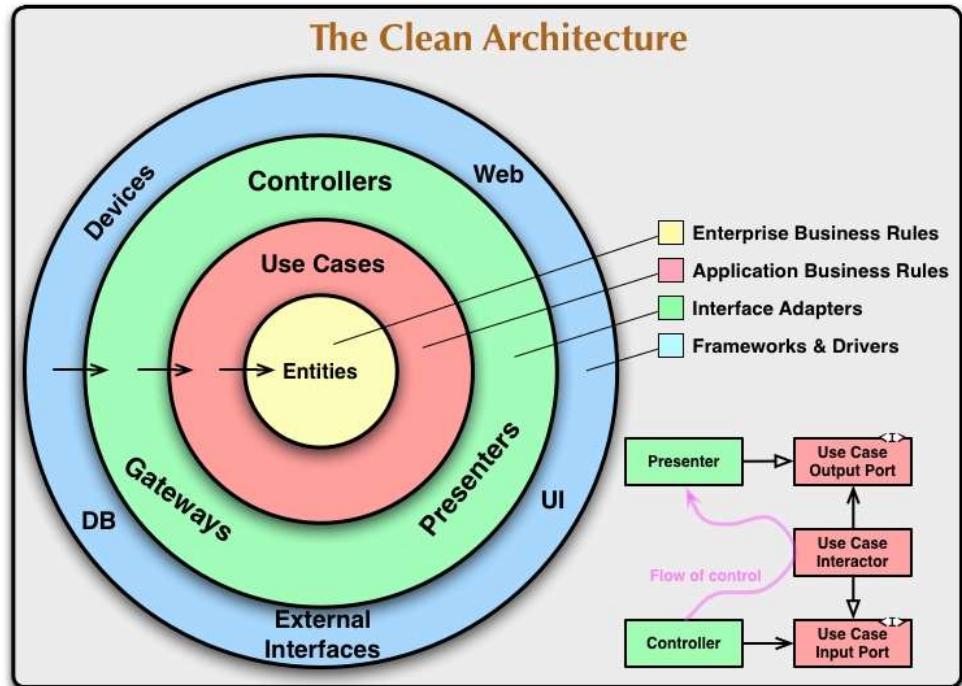 The Clean Architecture
Devices
Web
Controllers
Use Cases
Entities
Gateways
Presenters
DB
UI
External
Interfaces
Enterprise Business Rules
Application Business Rules
Interface Adapters
Frameworks & Drivers
Presenter
<I>
Use Case
Output Port
Use Case
Interactor
Flow of control
Controller
<I>
Use Case
Input Port